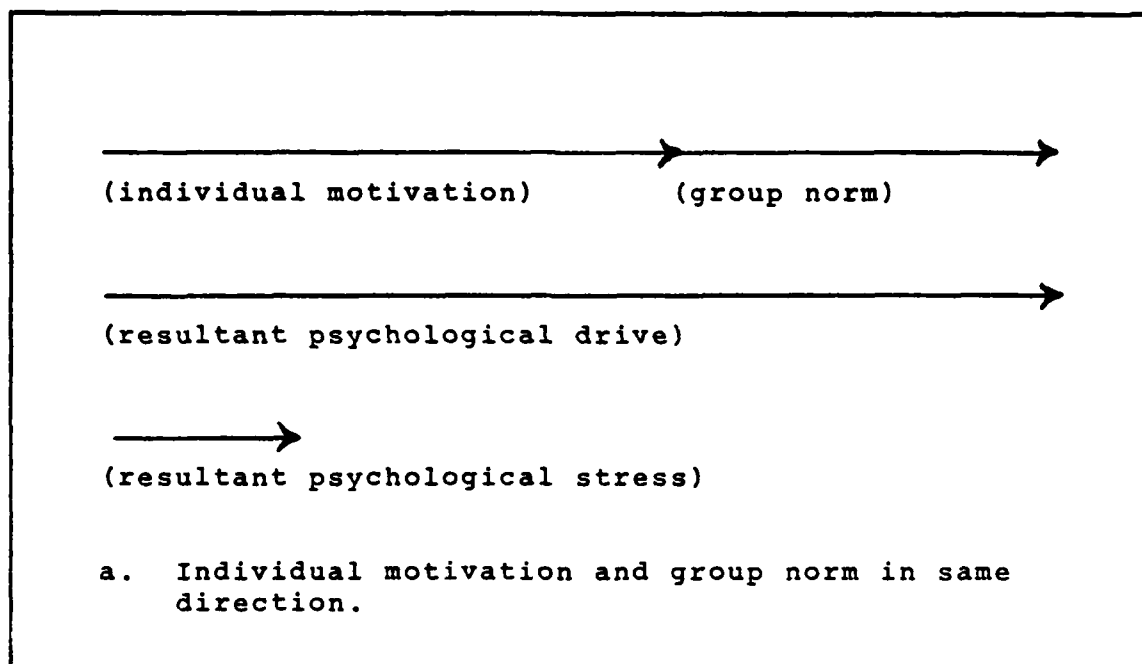 (individual motivation) (group norm)
(resultant psychological drive)
(resultant psychological stress)
a. Individual motivation and group norm in same
direction.